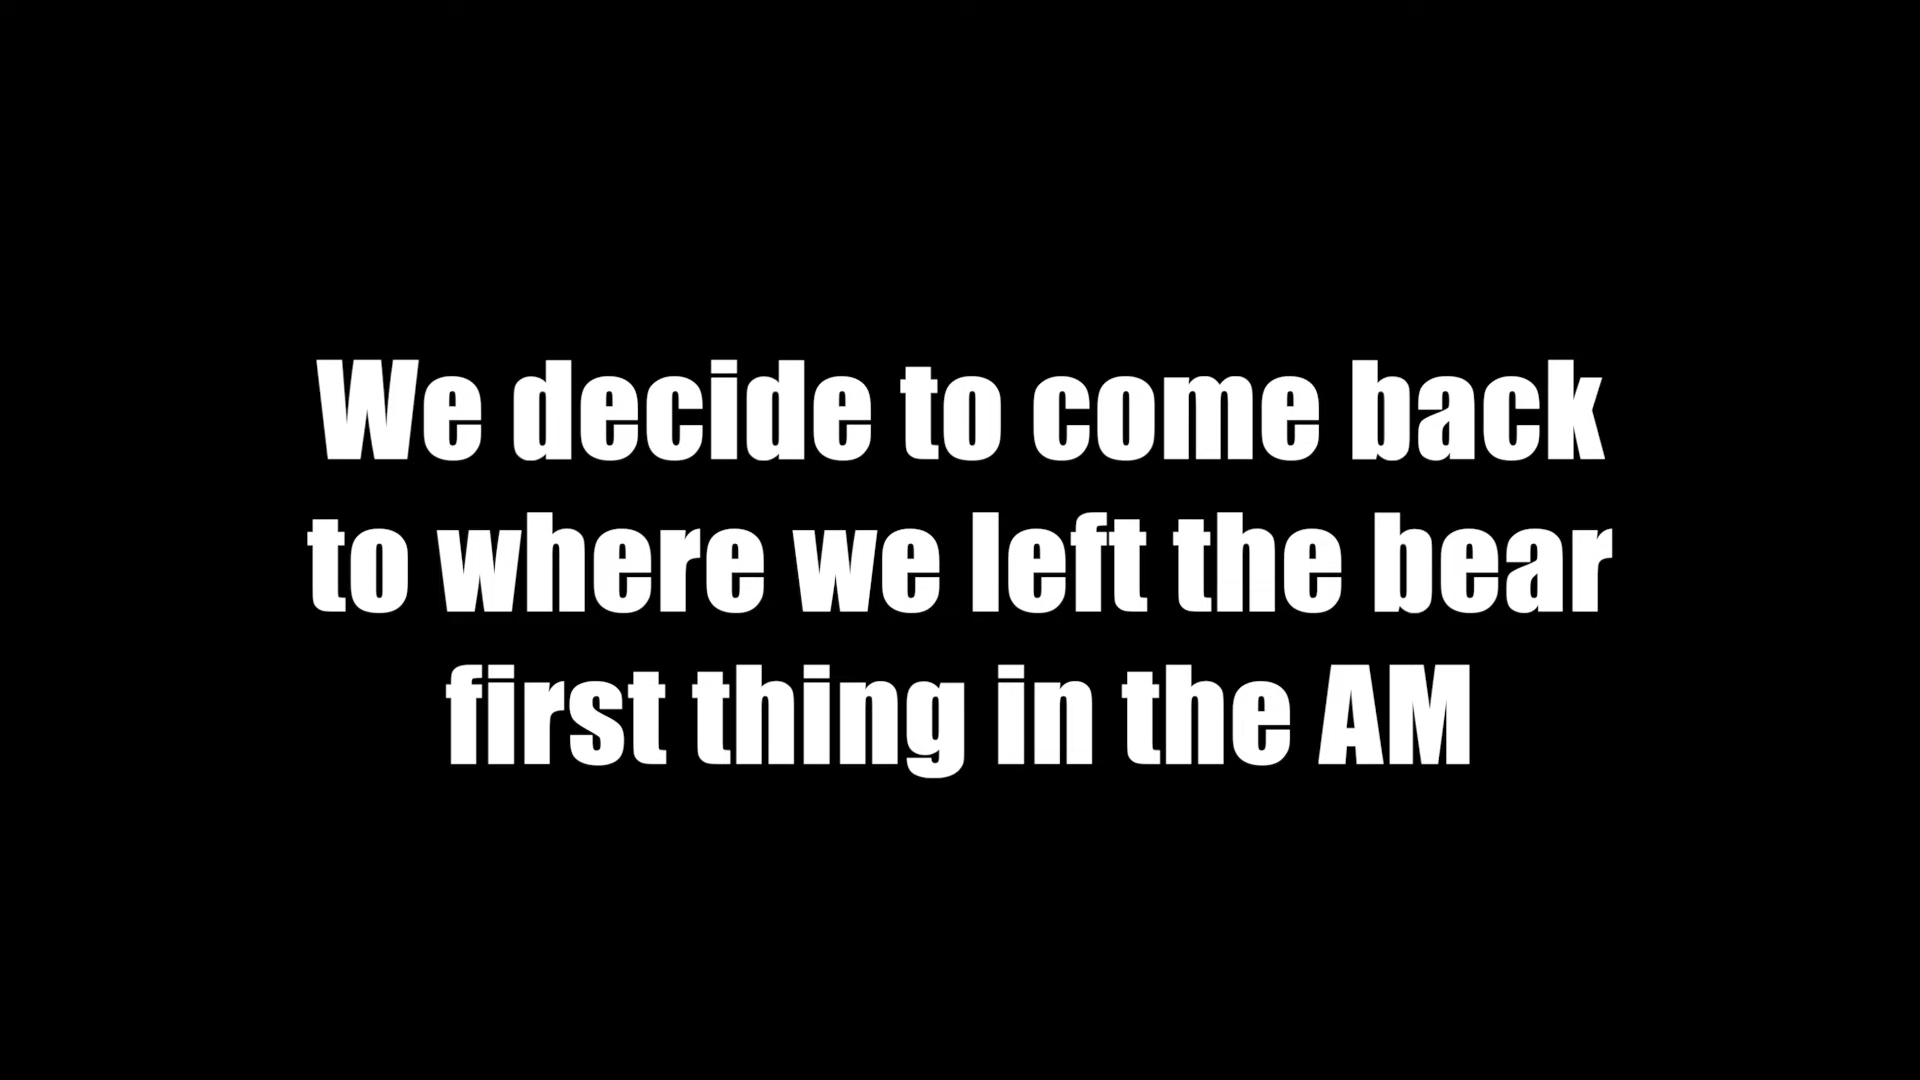 We decide to come back
to where we left the bear
first thing in the AM